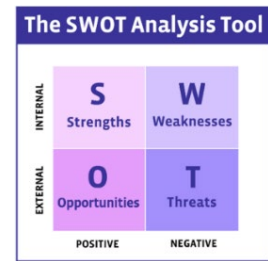 The SWOT Analysis Tool
INTERNAL
S
Strengths
W
Weaknesses
EXTERNAL
O
Opportunities
T
Threats
POSITIVE
NEGATIVE